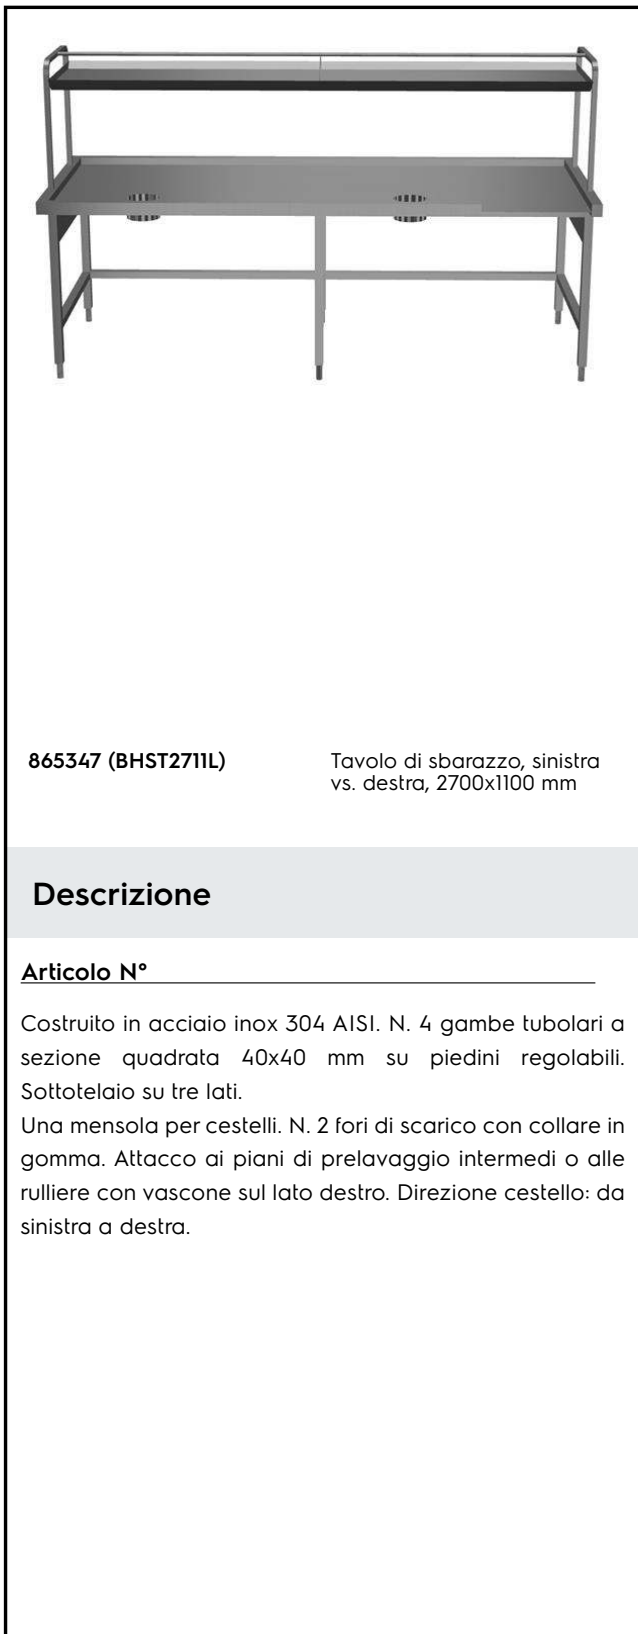 865347 (BHST2711L)
Tavolo di sbarazzo, sinistra
vs. destra, 2700x1100 mm
Descrizione
Articolo N°
Costruito in acciaio inox 304 AISI. N. 4 gambe tubolari a
sezione quadrata 40x40 mm su piedini regolabili.
Sottotelaio su tre lati.
Una mensola per cestelli. N. 2 fori di scarico con collare in
gomma. Attacco ai piani di prelavaggio intermedi o alle
rulliere con vascone sul lato destro. Direzione cestello: da
sinistra a destra.